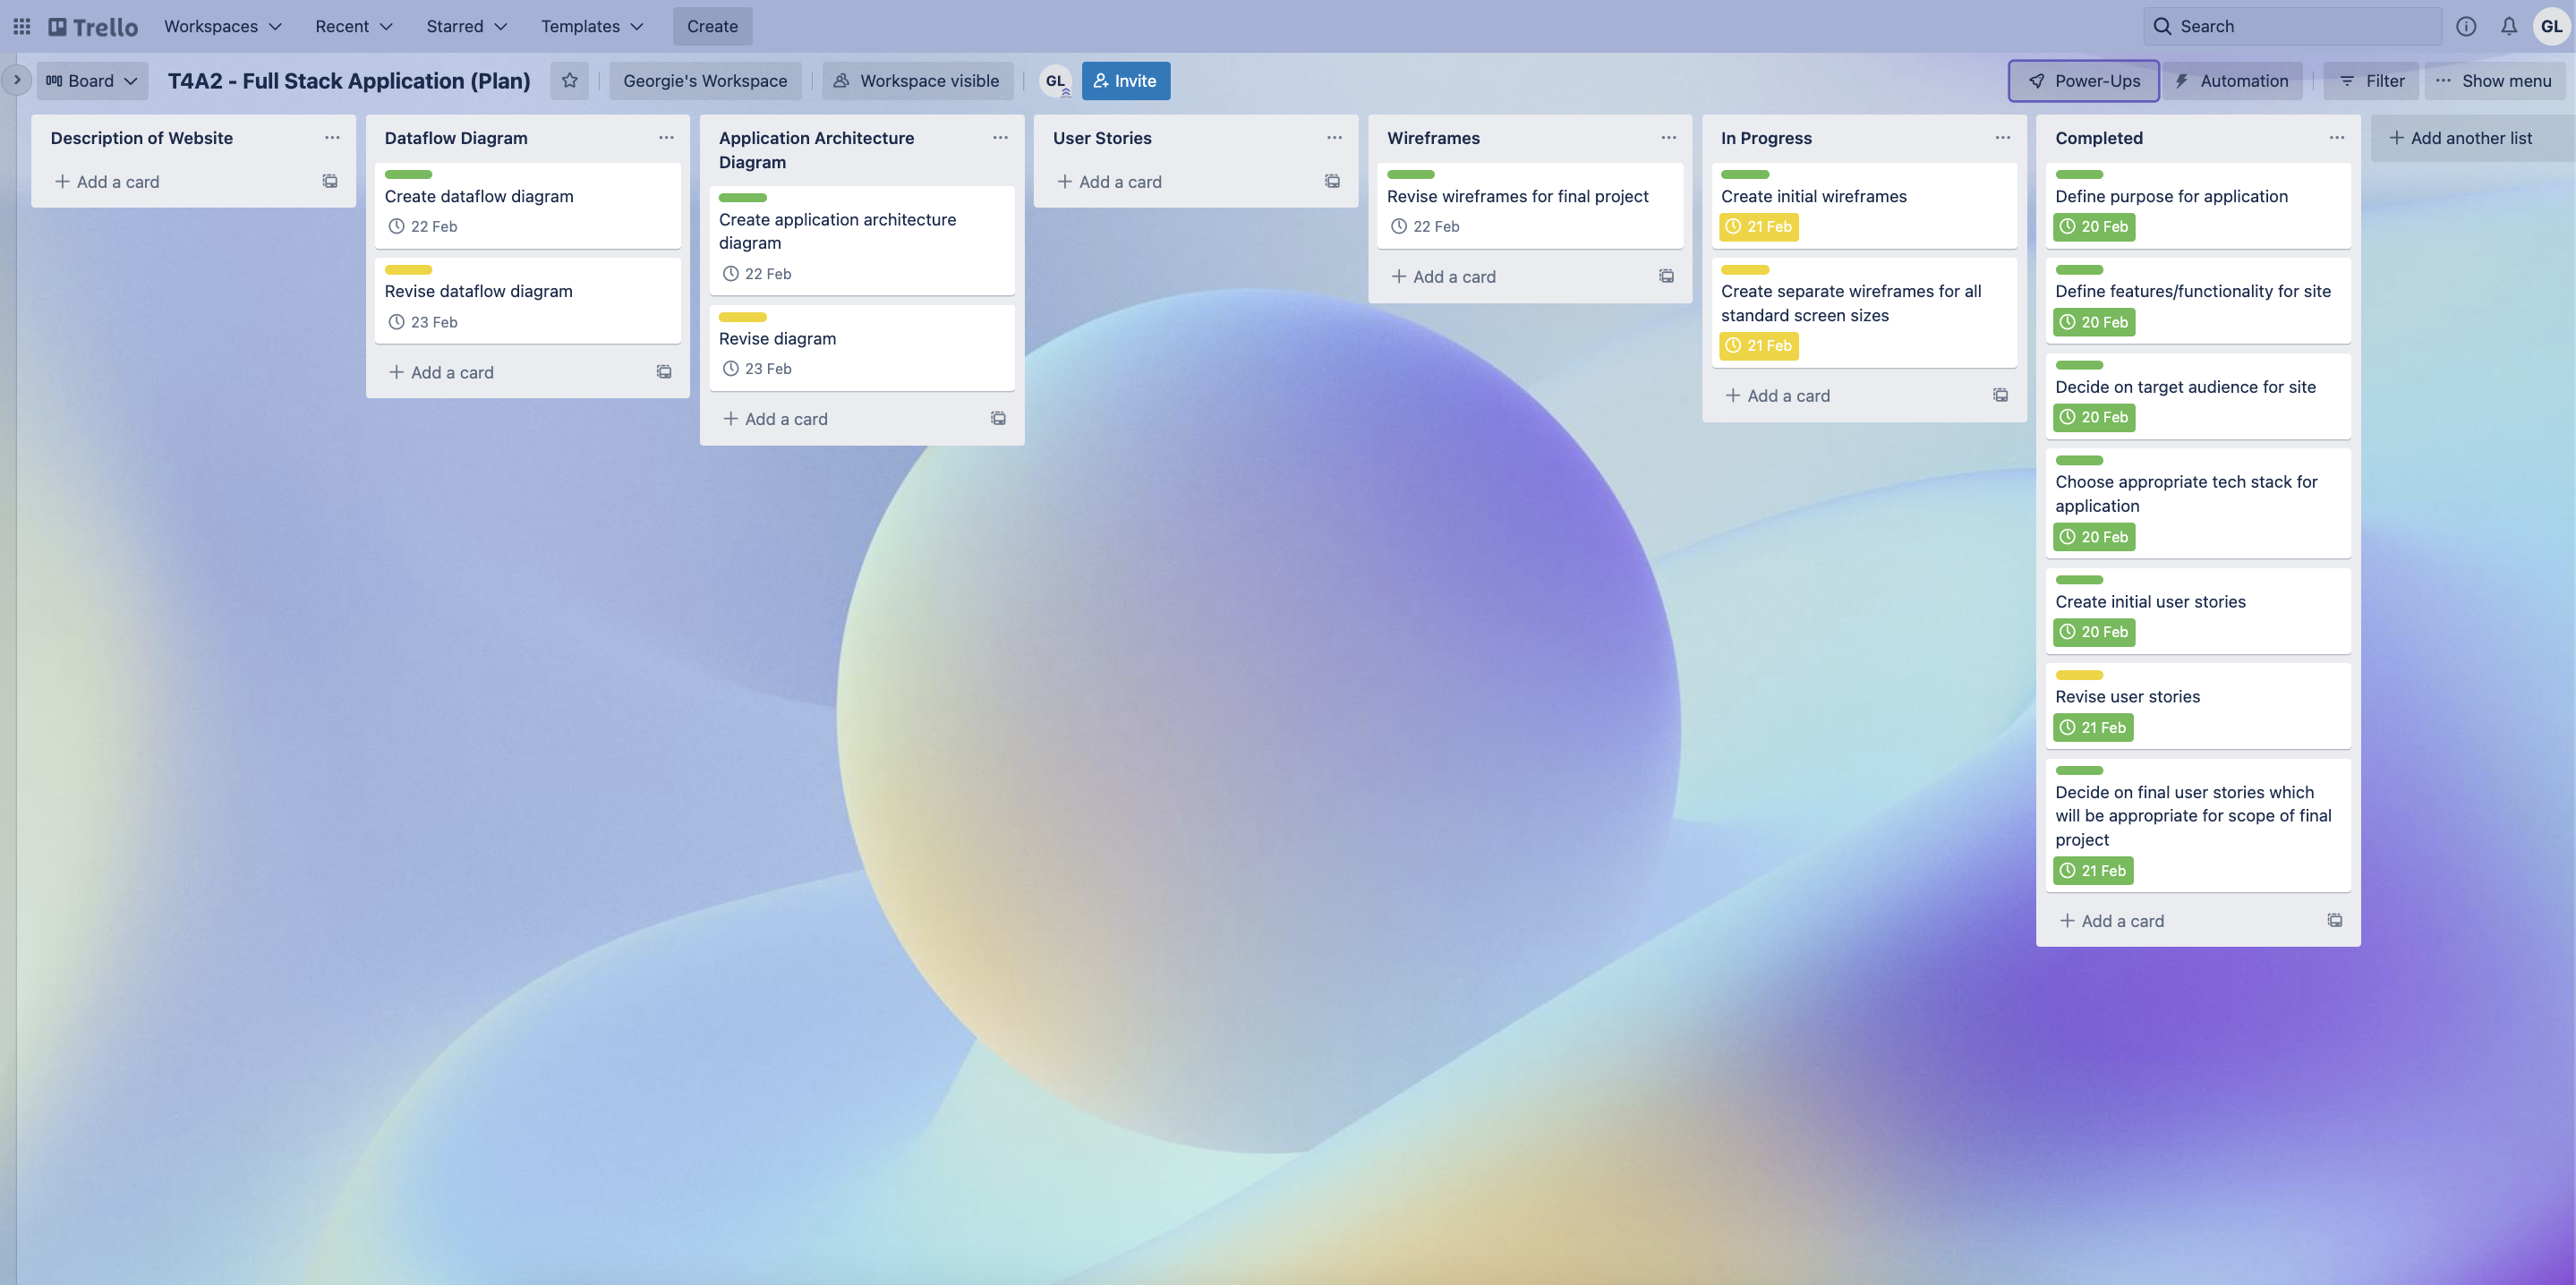 Trello Workspaces Recent Starred Templates Create Search GL
Board T4A2 - Full Stack Application (Plan) Georgie's Workspace Workspace visible GL Invite Power-Ups Automation Filter Show menu
Description of Website
Add a card
Dataflow Diagram
Create dataflow diagram
22 Feb
Revise dataflow diagram
23 Feb
Add a card
Application Architecture
Diagram
Create application architecture
diagram
22 Feb
Revise diagram
23 Feb
Add a card
User Stories
Add a card
Wireframes
Revise wireframes for final project
22 Feb
Add a card
In Progress
Create initial wireframes
21 Feb
Create separate wireframes for all
standard screen sizes
21 Feb
Add a card
Completed
Define purpose for application
20 Feb
Define features/functionality for site
20 Feb
Decide on target audience for site
20 Feb
Choose appropriate tech stack for
application
20 Feb
Create initial user stories
20 Feb
Revise user stories
21 Feb
Decide on final user stories which
will be appropriate for scope of final
project
21 Feb
Add a card
Add another list